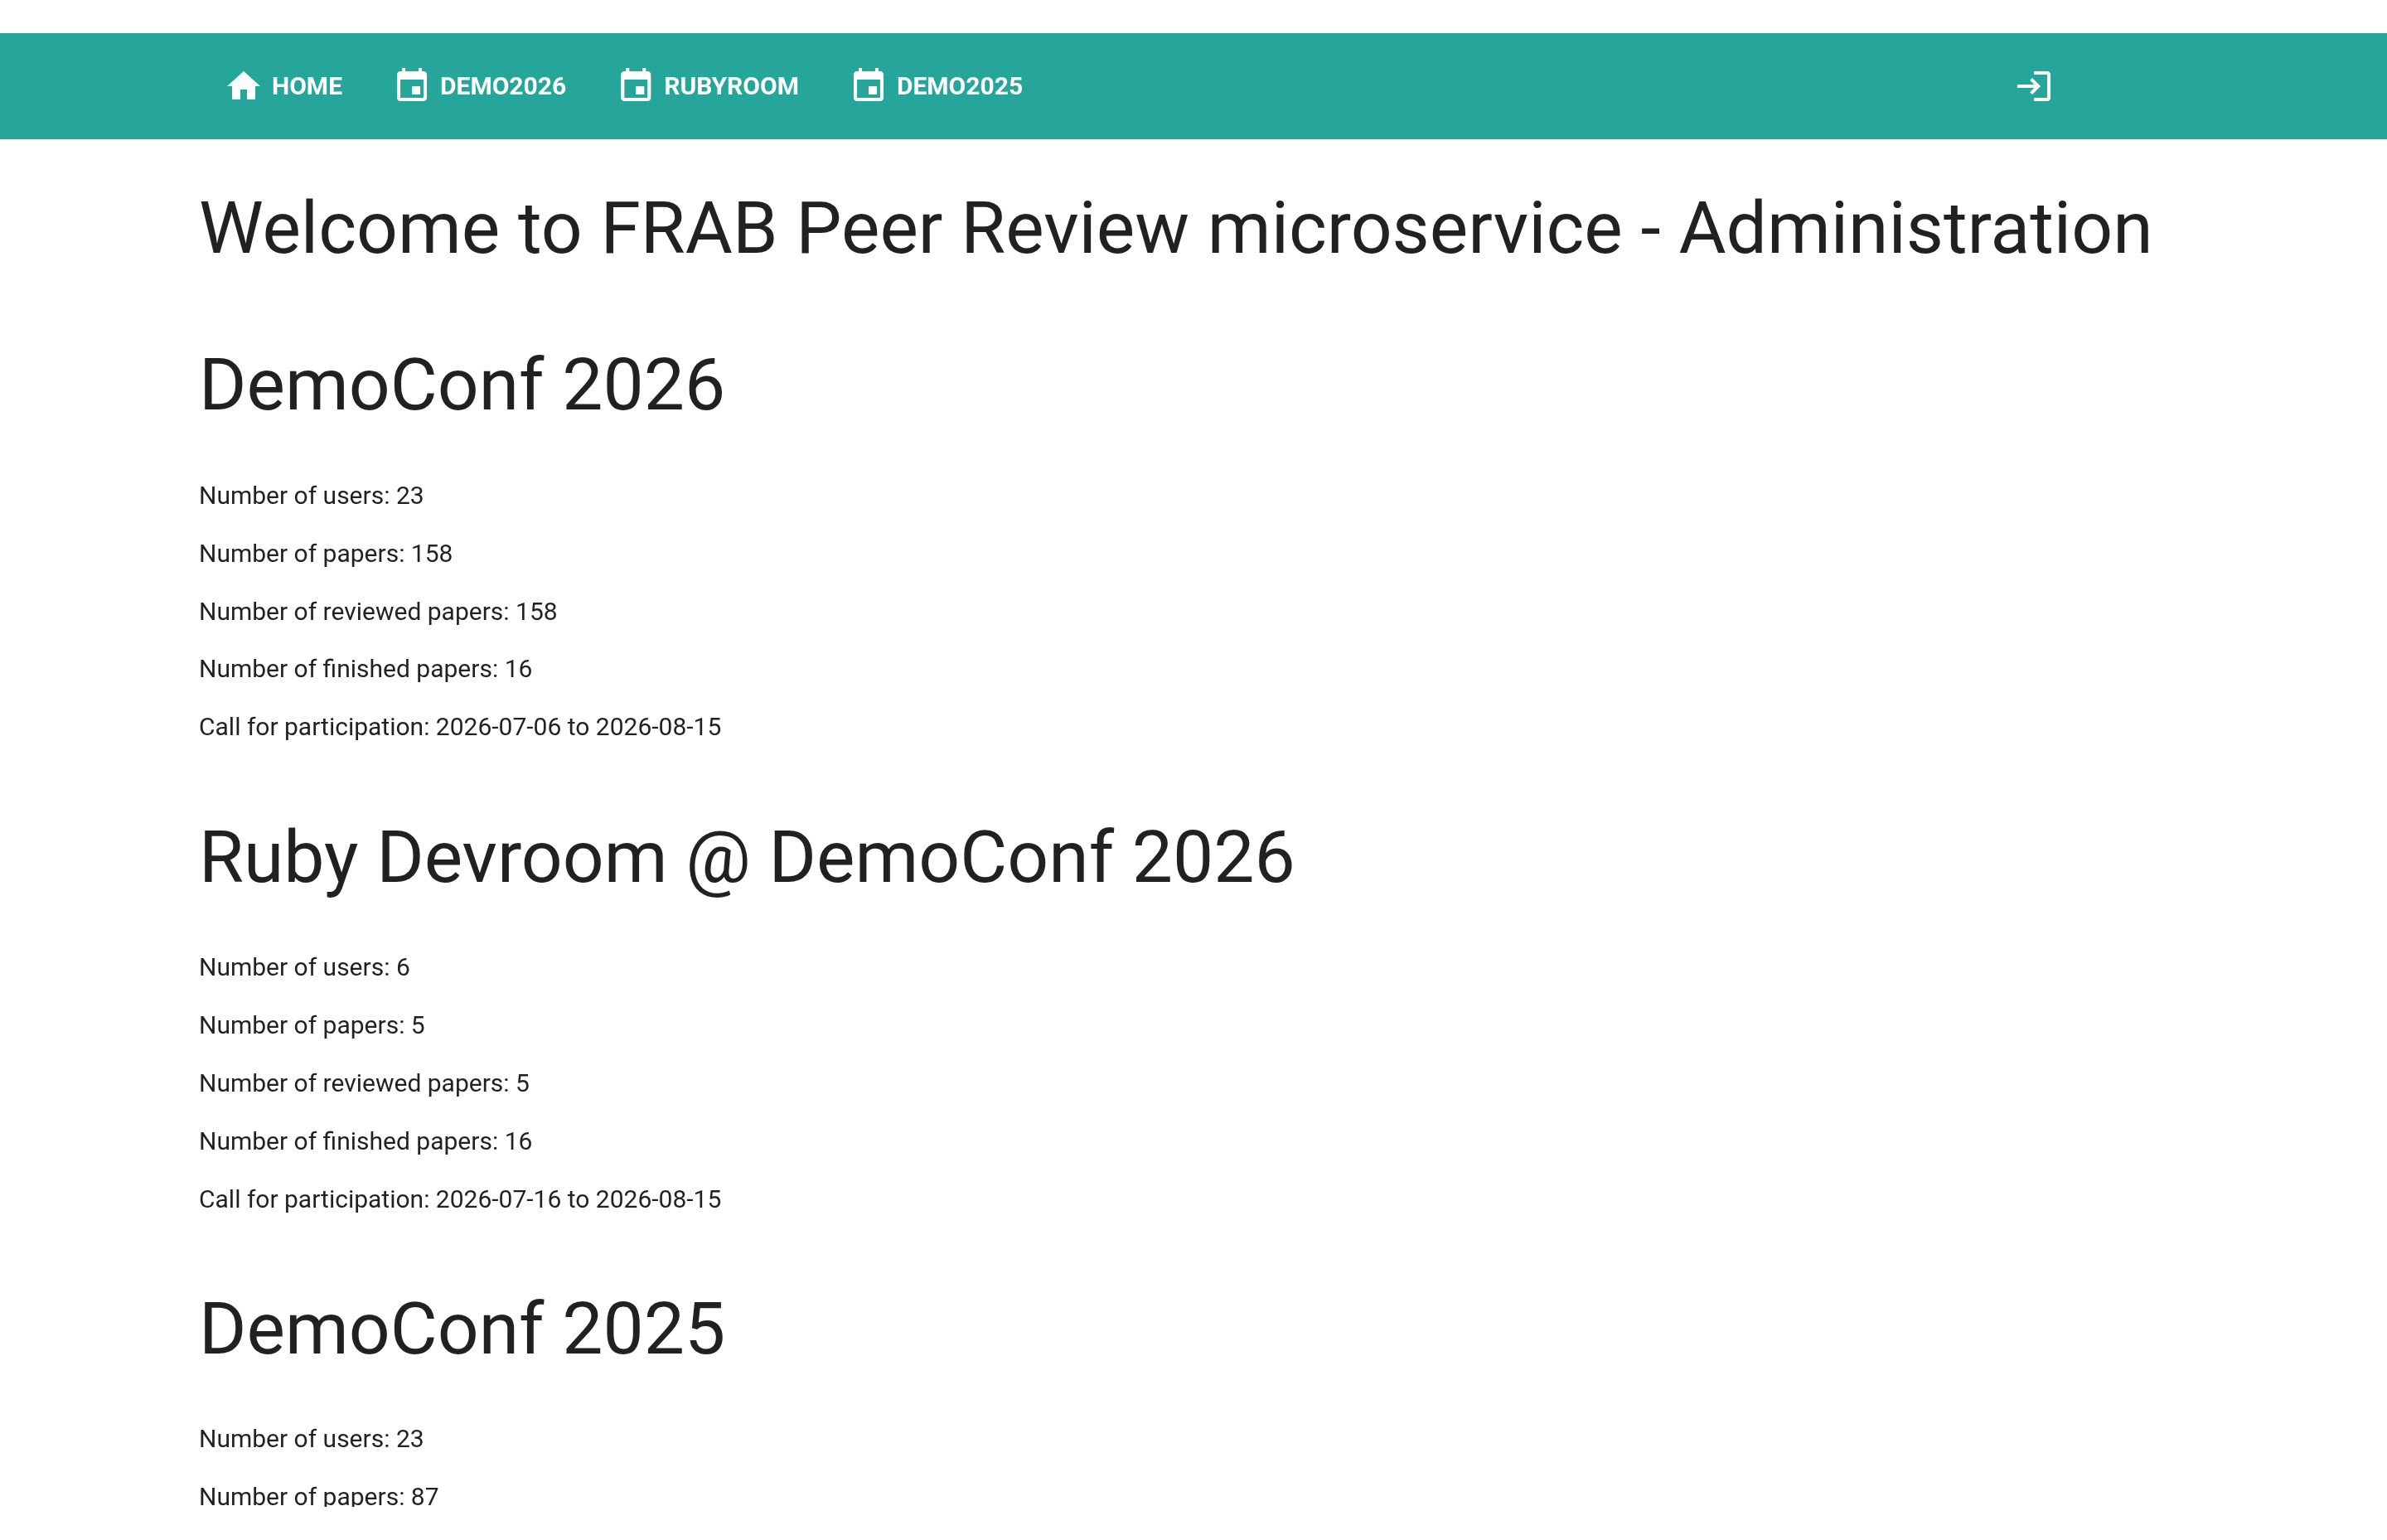 HOME DEMO2026 RUBYROOM DEMO2025
Welcome to FRAB Peer Review microservice - Administration
DemoConf 2026
Number of users: 23
Number of papers: 158
Number of reviewed papers: 158
Number of finished papers: 16
Call for participation: 2026-07-06 to 2026-08-15
Ruby Devroom @ DemoConf 2026
Number of users: 6
Number of papers: 5
Number of reviewed papers: 5
Number of finished papers: 16
Call for participation: 2026-07-16 to 2026-08-15
DemoConf 2025
Number of users: 23
Number of papers: 87